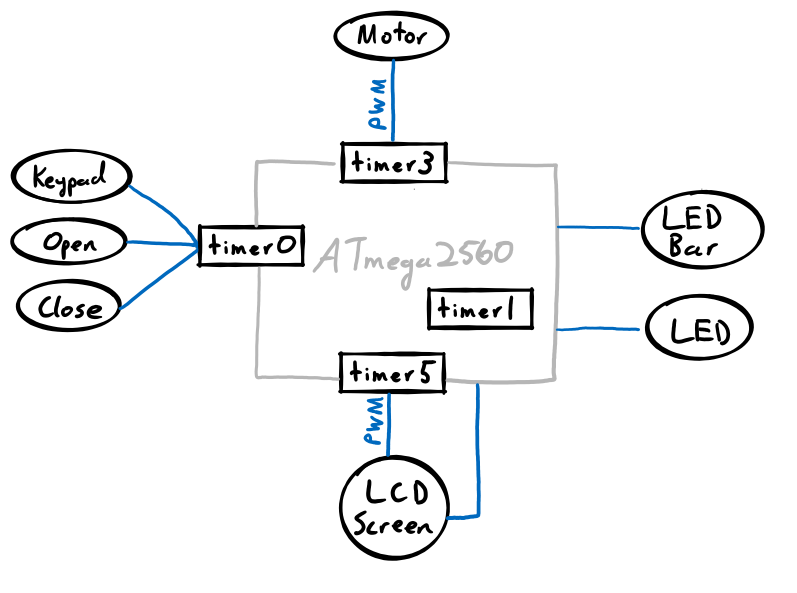 Motor
PWM
timer3
Keypad
Open
Close
timer0
ATmega2560
timer1
LED
Bar
LED
timer5
PWM
LCD
Screen